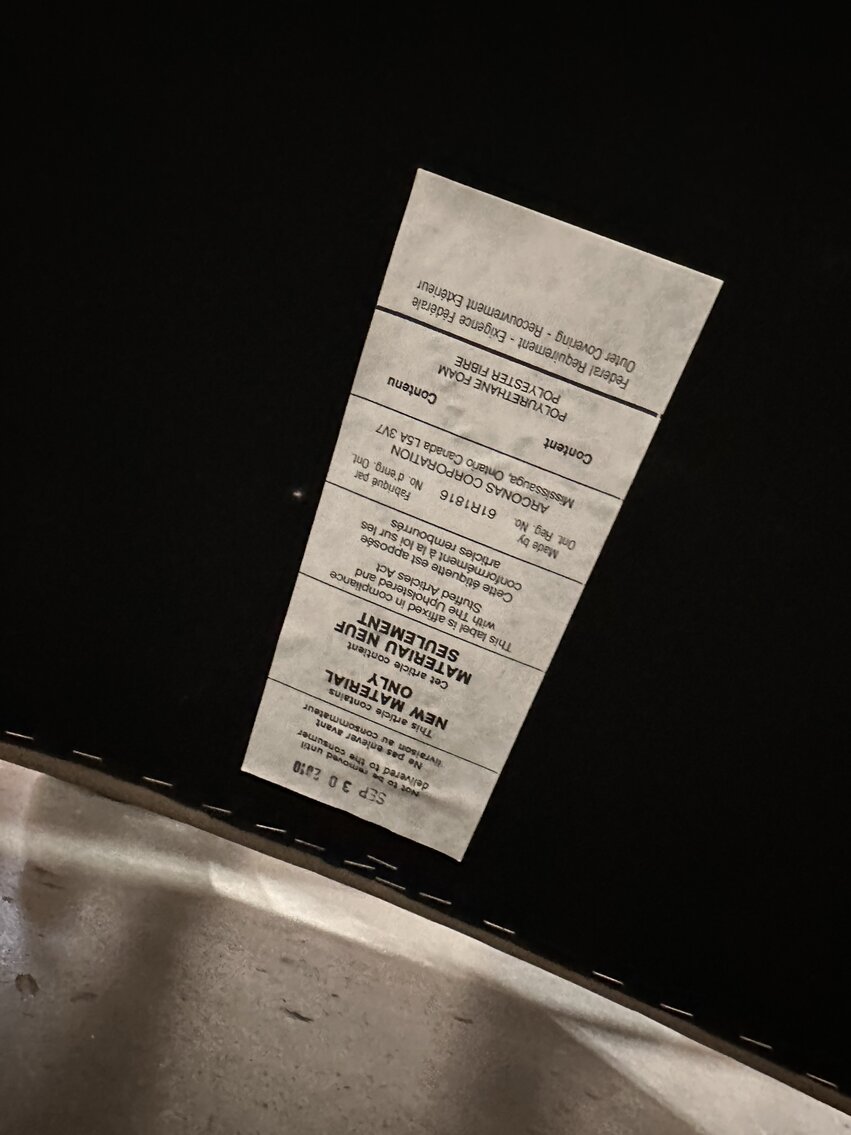 SEP 30 2010
Not to be removed until
delivered to the consumer
Ne pas enlever avant
livraison au consommateur
This article contains
NEW MATERIAL
ONLY
Cet article contient
MATERIAU NEUF
SEULEMENT
This label is affixed in compliance
with The Upholstered and
Stuffed Articles Act.
Cette étiquette est apposée
conformément à la loi sur les
articles rembourrés
Made by Fabriqué par
Ont. Reg. No. 61R1816 No. d'enrg. Ont.
ARCONAS CORPORATION
Mississauga, Ontario Canada L5A 3V7
Content Contenu
POLYURETHANE FOAM
POLYESTER FIBRE
Federal Requirement - Exigence Fédérale
Outer Covering - Recouvrement Extérieur